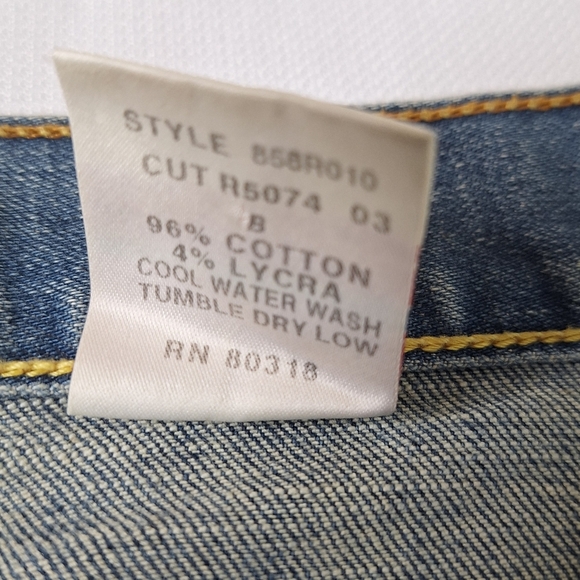 STYLE 858R010
CUT R5074 03
B
96% COTTON
4% LYCRA
COOL WATER WASH
TUMBLE DRY LOW
RN 80318